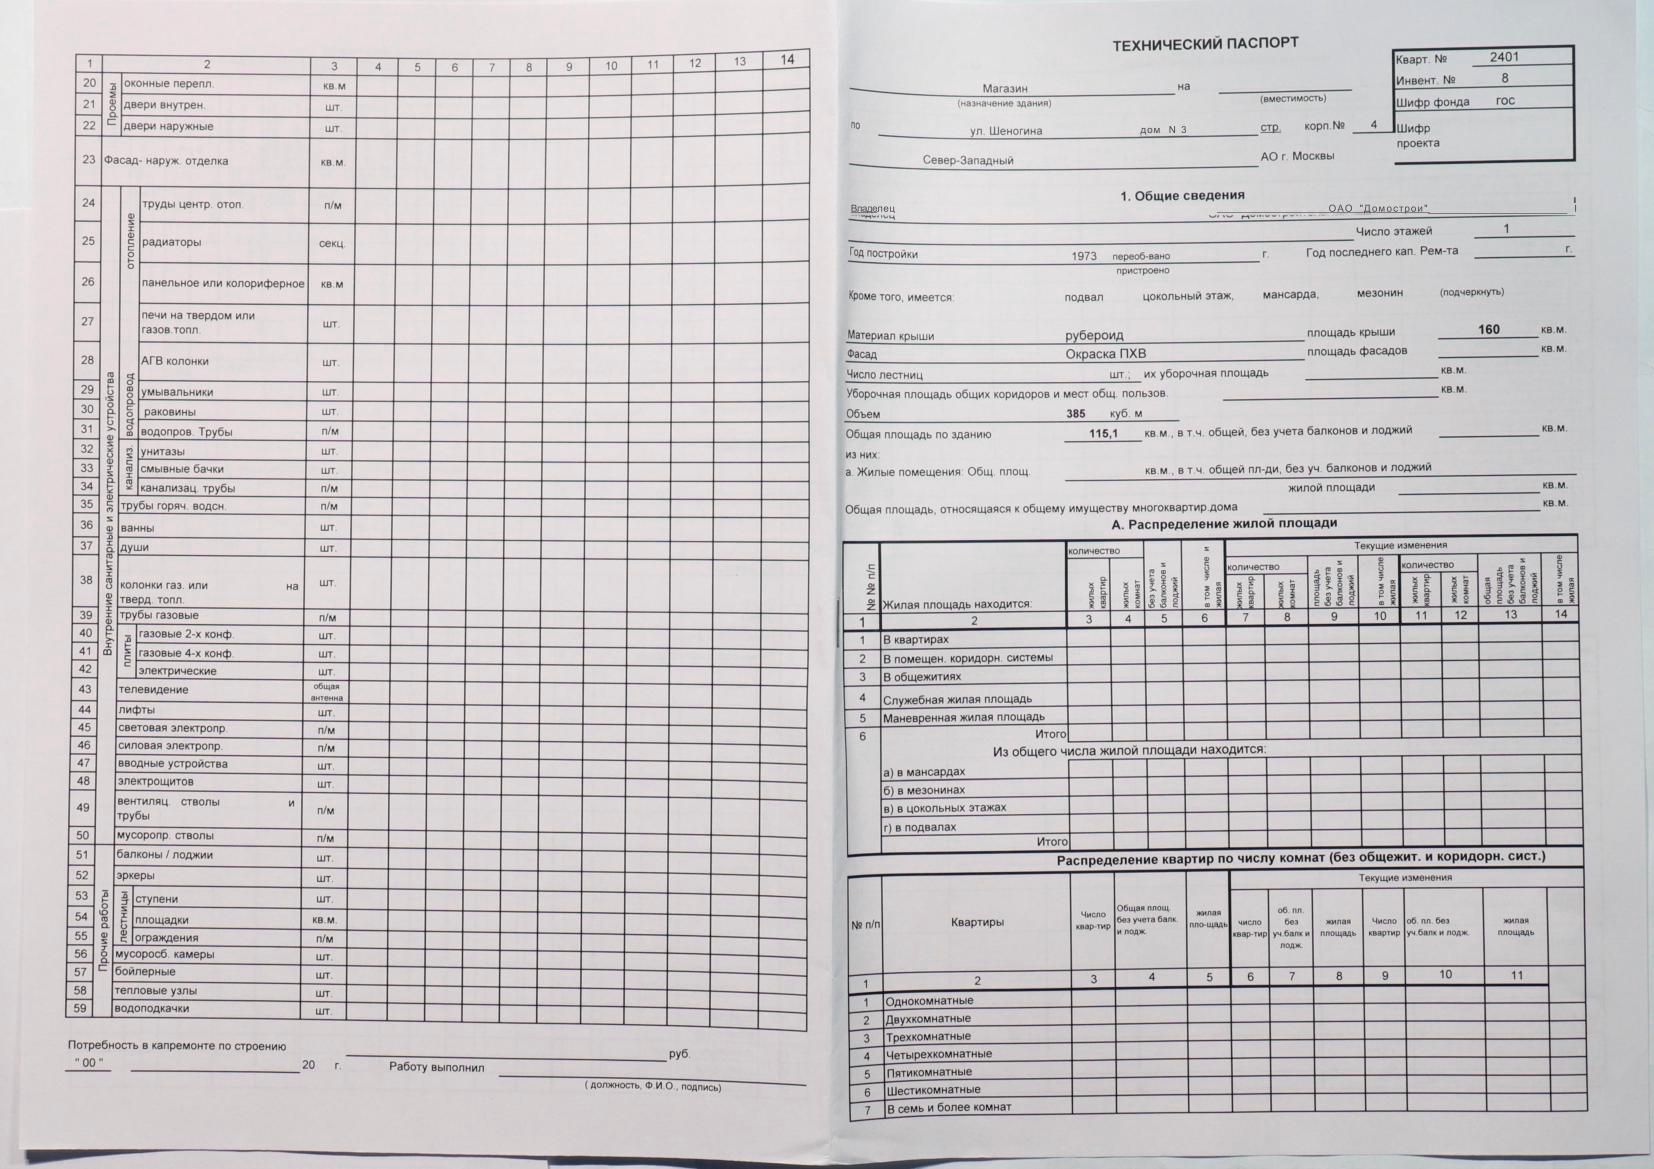 1 2 3 4 5 6 7 8 9 10 11 12 13 14
Проемы
20 оконные перепл. кв.м
21 двери внутрен. шт.
22 двери наружные шт.
23 Фасад- наруж. отделка кв.м.
Внутренние санитарные и электрические устройства
отопление
24 труды центр. отоп. п/м
25 радиаторы секц.
26 панельное или колориферное кв.м
27 печи на твердом или
газов.топл. шт.
28 АГВ колонки шт.
водопровод
29 умывальники шт.
30 раковины шт.
31 водопров. Трубы п/м
канализ.
32 унитазы шт.
33 смывные бачки шт.
34 канализац. трубы п/м
35 трубы горяч. водсн. п/м
36 ванны шт.
37 души шт.
38 колонки газ. или на
тверд. топл. шт.
39 трубы газовые п/м
плиты
40 газовые 2-х конф. шт.
41 газовые 4-х конф. шт.
42 электрические шт.
43 телевидение общая
антенна
44 лифты шт.
45 световая электропр. п/м
46 силовая электропр. п/м
47 вводные устройства шт.
48 электрощитов шт.
49 вентиляц. стволы и
трубы п/м
50 мусоропр. стволы п/м
Прочие работы
51 балконы / лоджии шт.
52 эркеры шт.
лестницы
53 ступени шт.
54 площадки кв.м.
55 ограждения п/м
56 мусоросб. камеры шт.
57 бойлерные шт.
58 тепловые узлы шт.
59 водоподкачки шт.
Потребность в капремонте по строению руб.
" 00 " 20 г. Работу выполнил
( должность, Ф.И.О., подпись)
ТЕХНИЧЕСКИЙ ПАСПОРТ
Кварт. № 2401
Инвент. № 8
Шифр фонда гос
Шифр
проекта
Магазин на
(назначение здания) (вместимость)
по ул. Шеногина дом N 3 стр. корп.№ 4
Север-Западный АО г. Москвы
1. Общие сведения
Владелец ОАО "Домострои"
Число этажей 1
Год постройки 1973 переоб-вано г. Год последнего кап. Рем-та г.
пристроено
Кроме того, имеется: подвал цокольный этаж, мансарда, мезонин (подчеркнуть)
Материал крыши рубероид площадь крыши 160 кв.м.
Фасад Окраска ПХВ площадь фасадов кв.м.
Число лестниц шт.; их уборочная площадь кв.м.
Уборочная площадь общих коридоров и мест общ. пользов. кв.м.
Объем 385 куб. м
Общая площадь по зданию 115,1 кв.м., в т.ч. общей, без учета балконов и лоджий кв.м.
из них:
а. Жилые помещения: Общ. площ. кв.м., в т.ч. общей пл-ди, без уч. балконов и лоджий
жилой площади кв.м.
Общая площадь, относящаяся к общему имуществу многоквартир.дома кв.м.
А. Распределение жилой площади
№ № п/п
Жилая площадь находится:
количество
жилых квартир
жилых комнат
без учета балконов и лоджий
в том числе и жилая
Текущие изменения
количество
жилых квартир
жилых комнат
площадь без учета балконов и лоджий
в том числе жилая
количество
жилых квартир
жилых комнат
общая площадь без учета балконов и лоджий
в том числе жилая
1 2 3 4 5 6 7 8 9 10 11 12 13 14
1 В квартирах
2 В помещен. коридорн. системы
3 В общежитиях
4 Служебная жилая площадь
5 Маневренная жилая площадь
6 Итого
Из общего числа жилой площади находится:
а) в мансардах
б) в мезонинах
в) в цокольных этажах
г) в подвалах
Итого
Распределение квартир по числу комнат (без общежит. и коридорн. сист.)
Текущие изменения
№ п/п
Квартиры
Число
квар-тир
Общая площ.
без учета балк.
и лодж.
жилая
пло-щадь
число
квар-тир
об. пл.
без
уч.балк и
лодж.
жилая
площадь
Число
квартир
об. пл. без
уч.балк и лодж.
жилая
площадь
1 2 3 4 5 6 7 8 9 10 11
1 Однокомнатные
2 Двухкомнатные
3 Трехкомнатные
4 Четырехкомнатные
5 Пятикомнатные
6 Шестикомнатные
7 В семь и более комнат